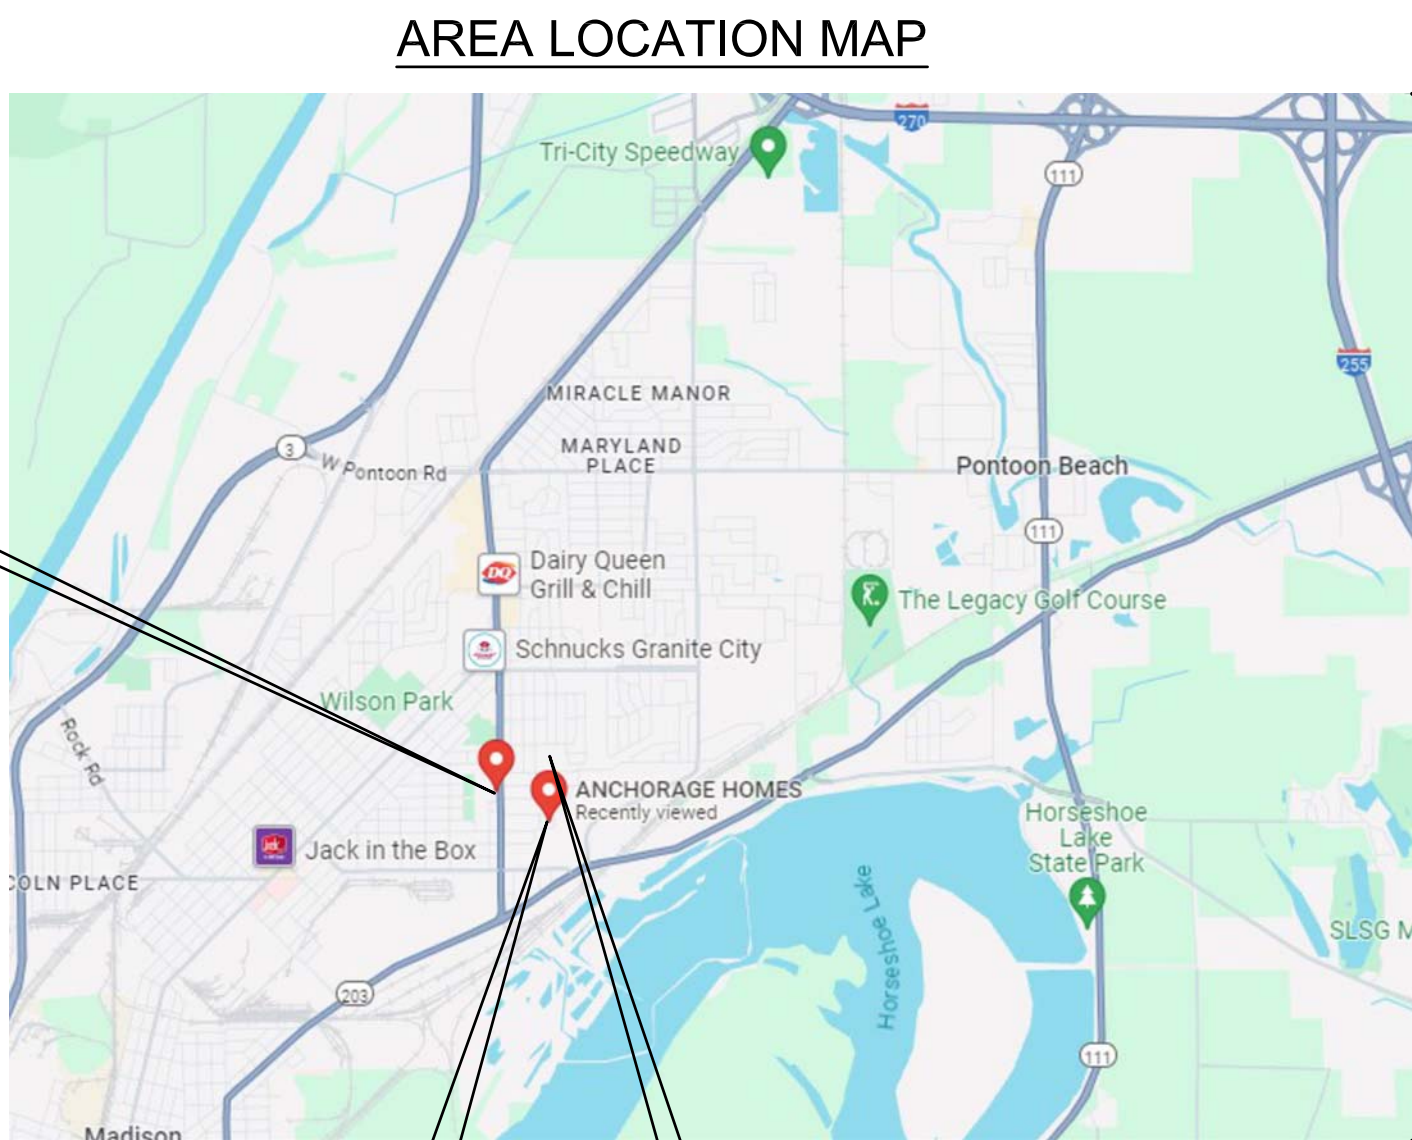 AREA LOCATION MAP
270
Tri-City Speedway
111
255
MIRACLE MANOR
MARYLAND
PLACE
3
W Pontoon Rd
Pontoon Beach
111
DQ
Dairy Queen
Grill & Chill
The Legacy Golf Course
Schnucks Granite City
Wilson Park
Rock Rd
ANCHORAGE HOMES
Recently viewed
Horseshoe
Lake
State Park
Jack in the Box
COLN PLACE
Horseshoe Lake
SLSG M
203
111
Madison